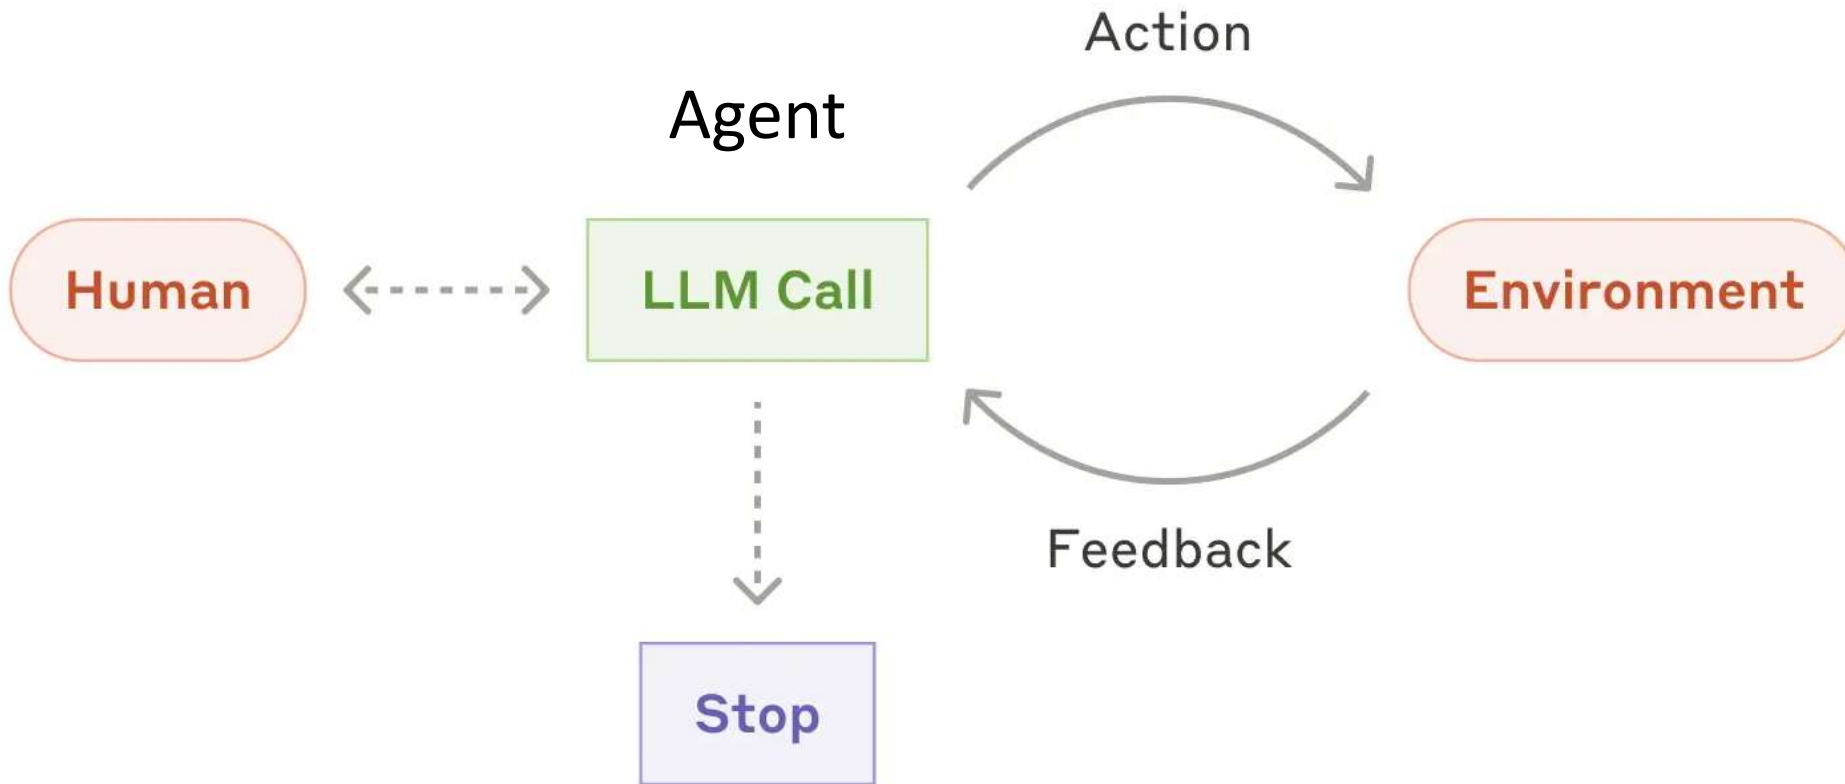 Action
Agent
Human
LLM Call
Environment
Feedback
Stop